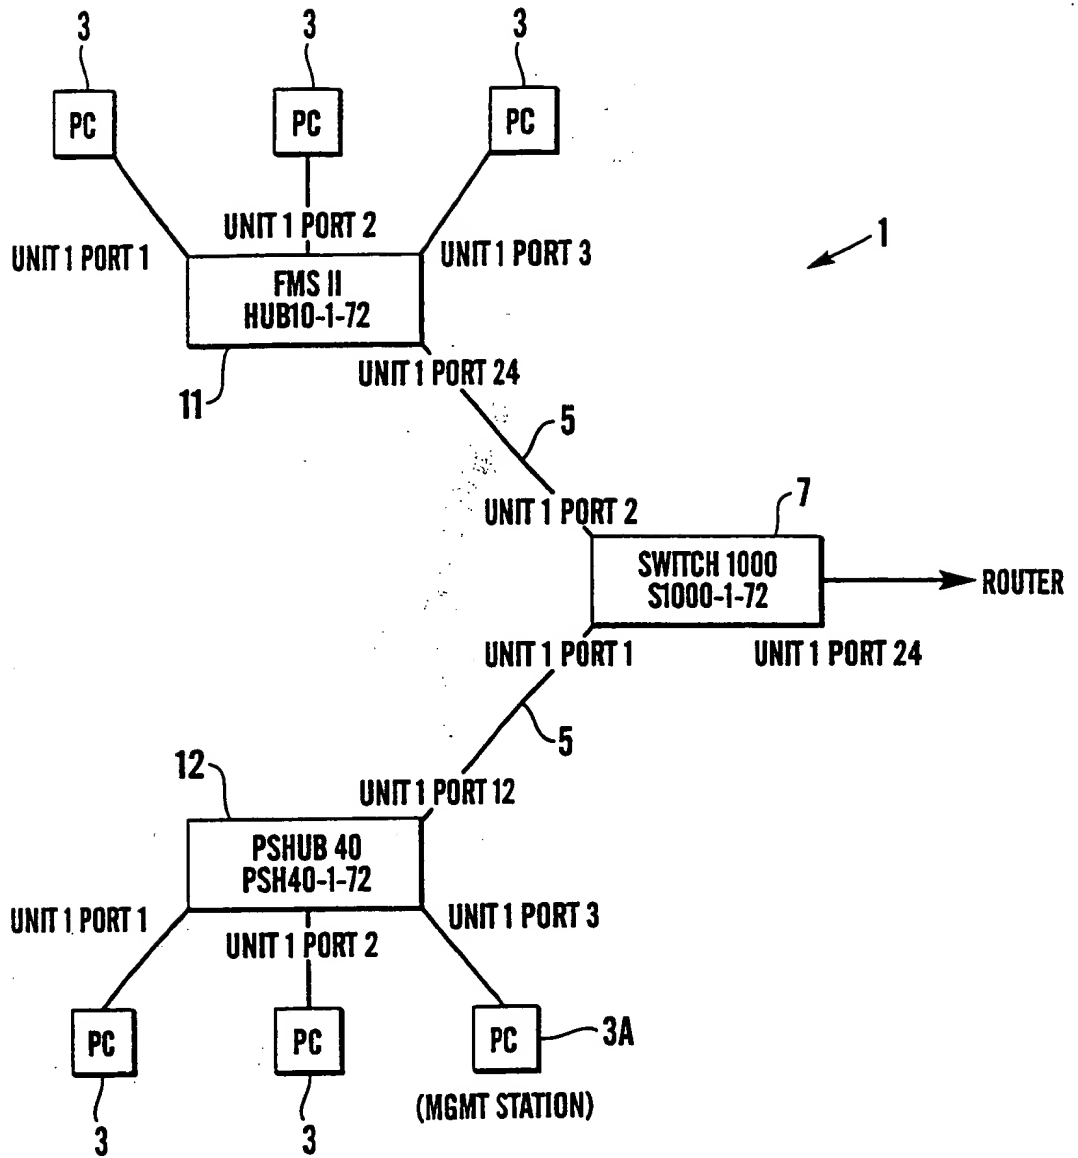 3
3
3
PC
PC
PC
UNIT 1 PORT 2
UNIT 1 PORT 1
UNIT 1 PORT 3
1
FMS II
HUB10-1-72
UNIT 1 PORT 24
11
5
7
UNIT 1 PORT 2
SWITCH 1000
S1000-1-72
ROUTER
UNIT 1 PORT 1
UNIT 1 PORT 24
5
12
UNIT 1 PORT 12
PSHUB 40
PSH40-1-72
UNIT 1 PORT 1
UNIT 1 PORT 3
UNIT 1 PORT 2
PC
PC
PC
3A
(MGMT STATION)
3
3